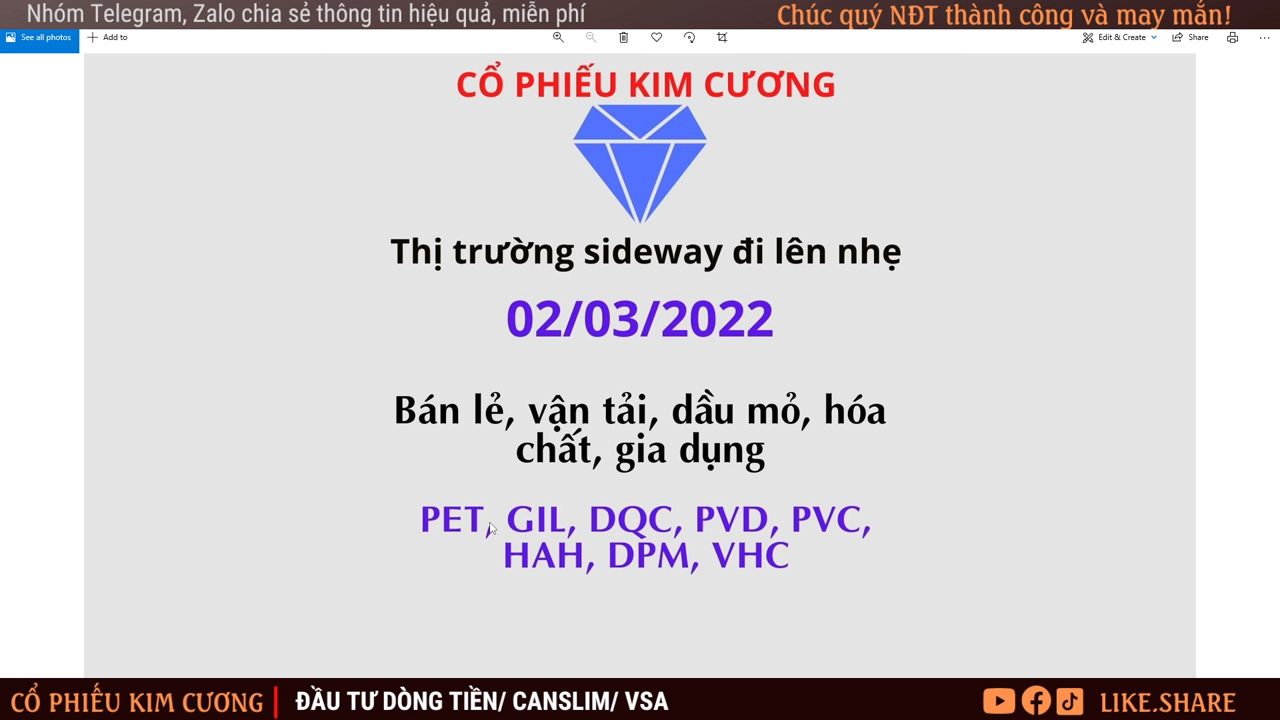 Nhóm Telegram, Zalo chia sẻ thông tin hiệu quả, miễn phí
Chúc quý NĐT thành công và may mắn!
See all photos
Add to
Edit & Create
Share
CỔ PHIẾU KIM CƯƠNG
Thị trường sideway đi lên nhẹ
02/03/2022
Bán lẻ, vận tải, dầu mỏ, hóa
chất, gia dụng
PET, GIL, DQC, PVD, PVC,
HAH, DPM, VHC
CỔ PHIẾU KIM CƯƠNG
ĐẦU TƯ DÒNG TIỀN/ CANSLIM/ VSA
LIKE.SHARE